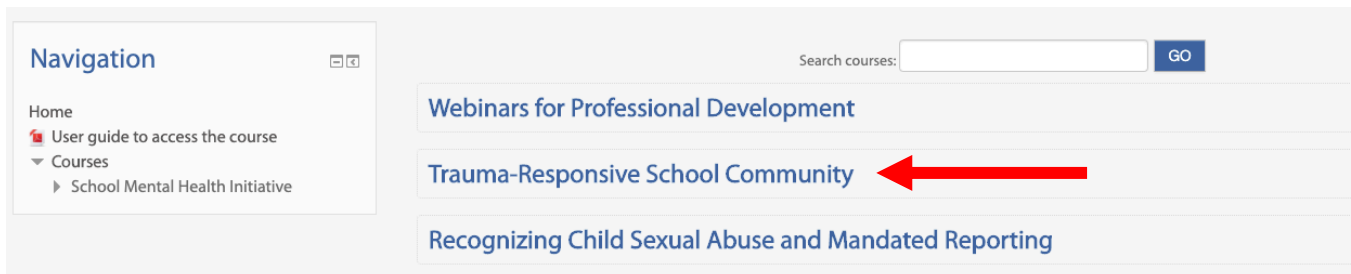 Navigation
Home
User guide to access the course
Courses
School Mental Health Initiative
Search courses: GO
Webinars for Professional Development
Trauma-Responsive School Community
Recognizing Child Sexual Abuse and Mandated Reporting